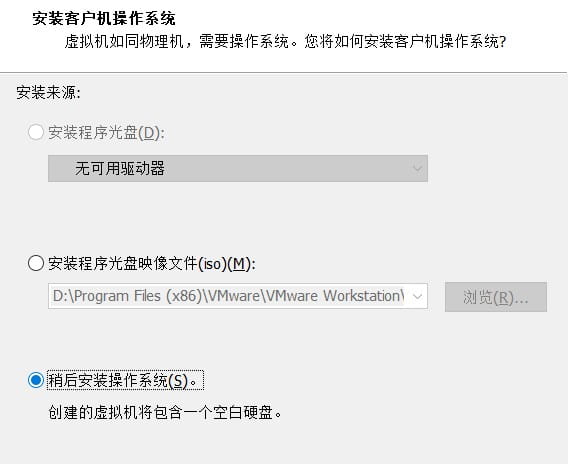 安装客户机操作系统
虚拟机如同物理机，需要操作系统。您将如何安装客户机操作系统?
安装来源:
安装程序光盘(D):
无可用驱动器
安装程序光盘映像文件(iso)(M):
D:\Program Files (x86)\VMware\VMware Workstation\
浏览(R)...
稍后安装操作系统(S)。
创建的虚拟机将包含一个空白硬盘。